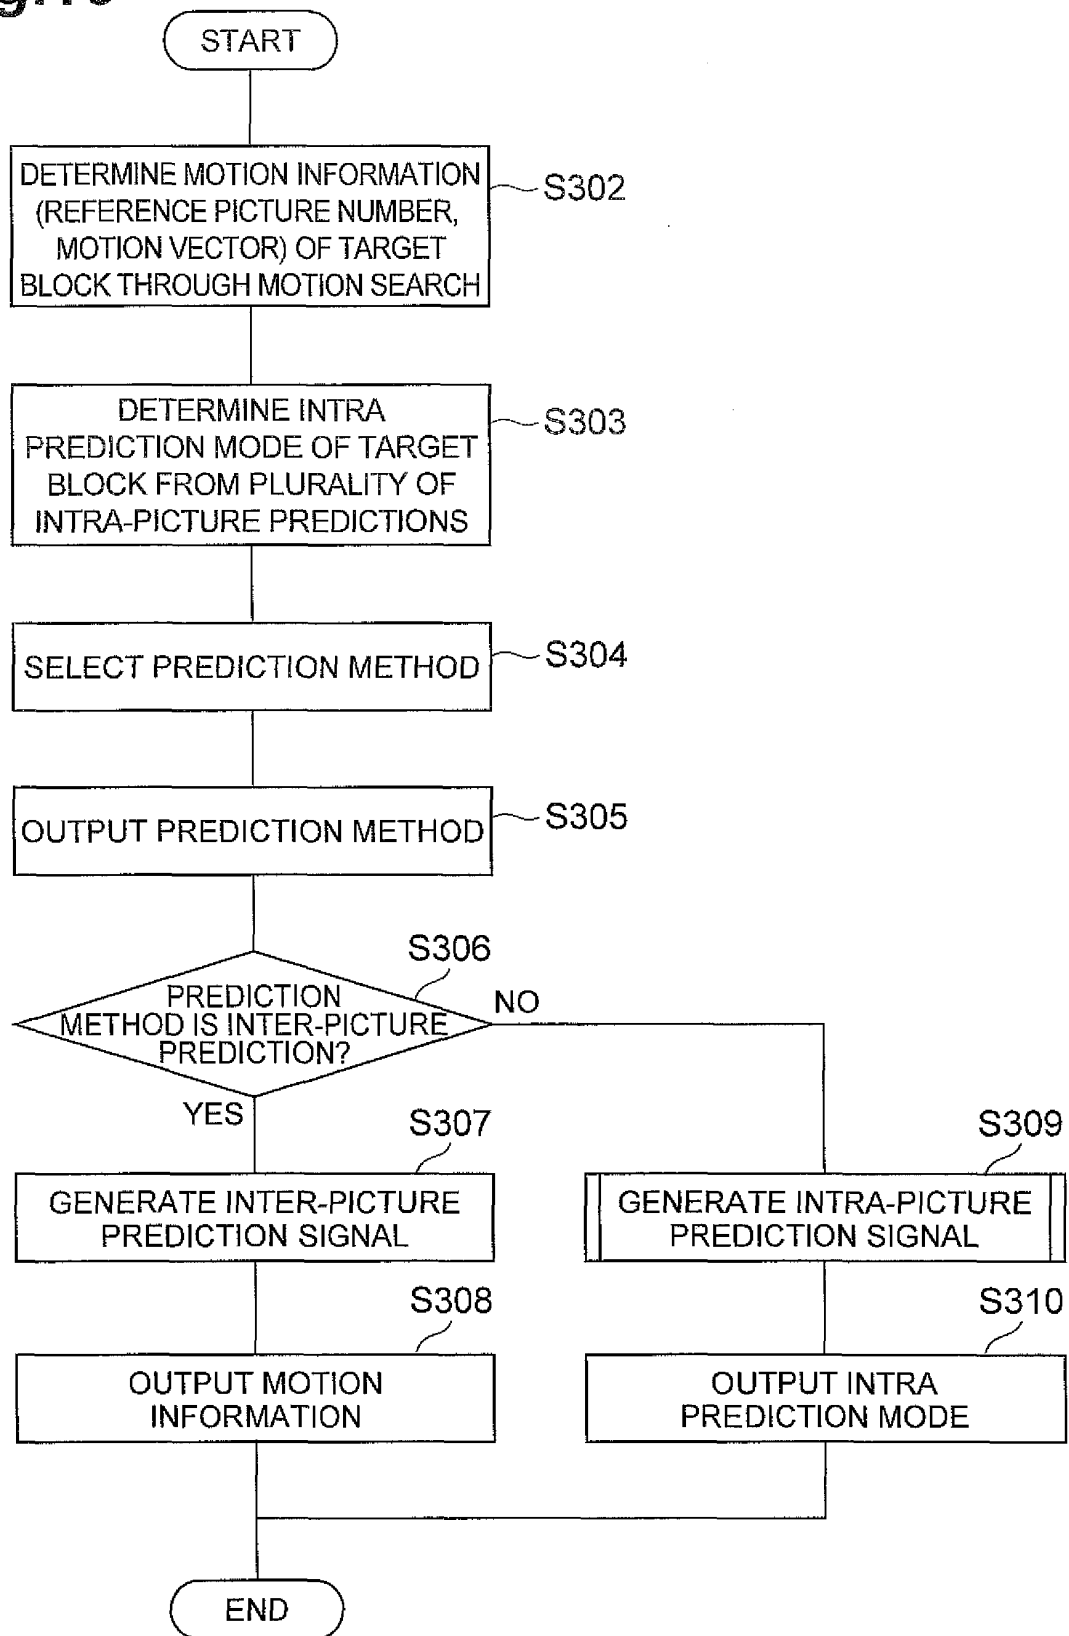 START
DETERMINE MOTION INFORMATION
(REFERENCE PICTURE NUMBER,
MOTION VECTOR) OF TARGET
BLOCK THROUGH MOTION SEARCH
S302
DETERMINE INTRA
PREDICTION MODE OF TARGET
BLOCK FROM PLURALITY OF
INTRA-PICTURE PREDICTIONS
S303
SELECT PREDICTION METHOD
S304
OUTPUT PREDICTION METHOD
S305
S306
PREDICTION
METHOD IS INTER-PICTURE
PREDICTION?
NO
YES
S307
GENERATE INTER-PICTURE
PREDICTION SIGNAL
S308
OUTPUT MOTION
INFORMATION
S309
GENERATE INTRA-PICTURE
PREDICTION SIGNAL
S310
OUTPUT INTRA
PREDICTION MODE
END